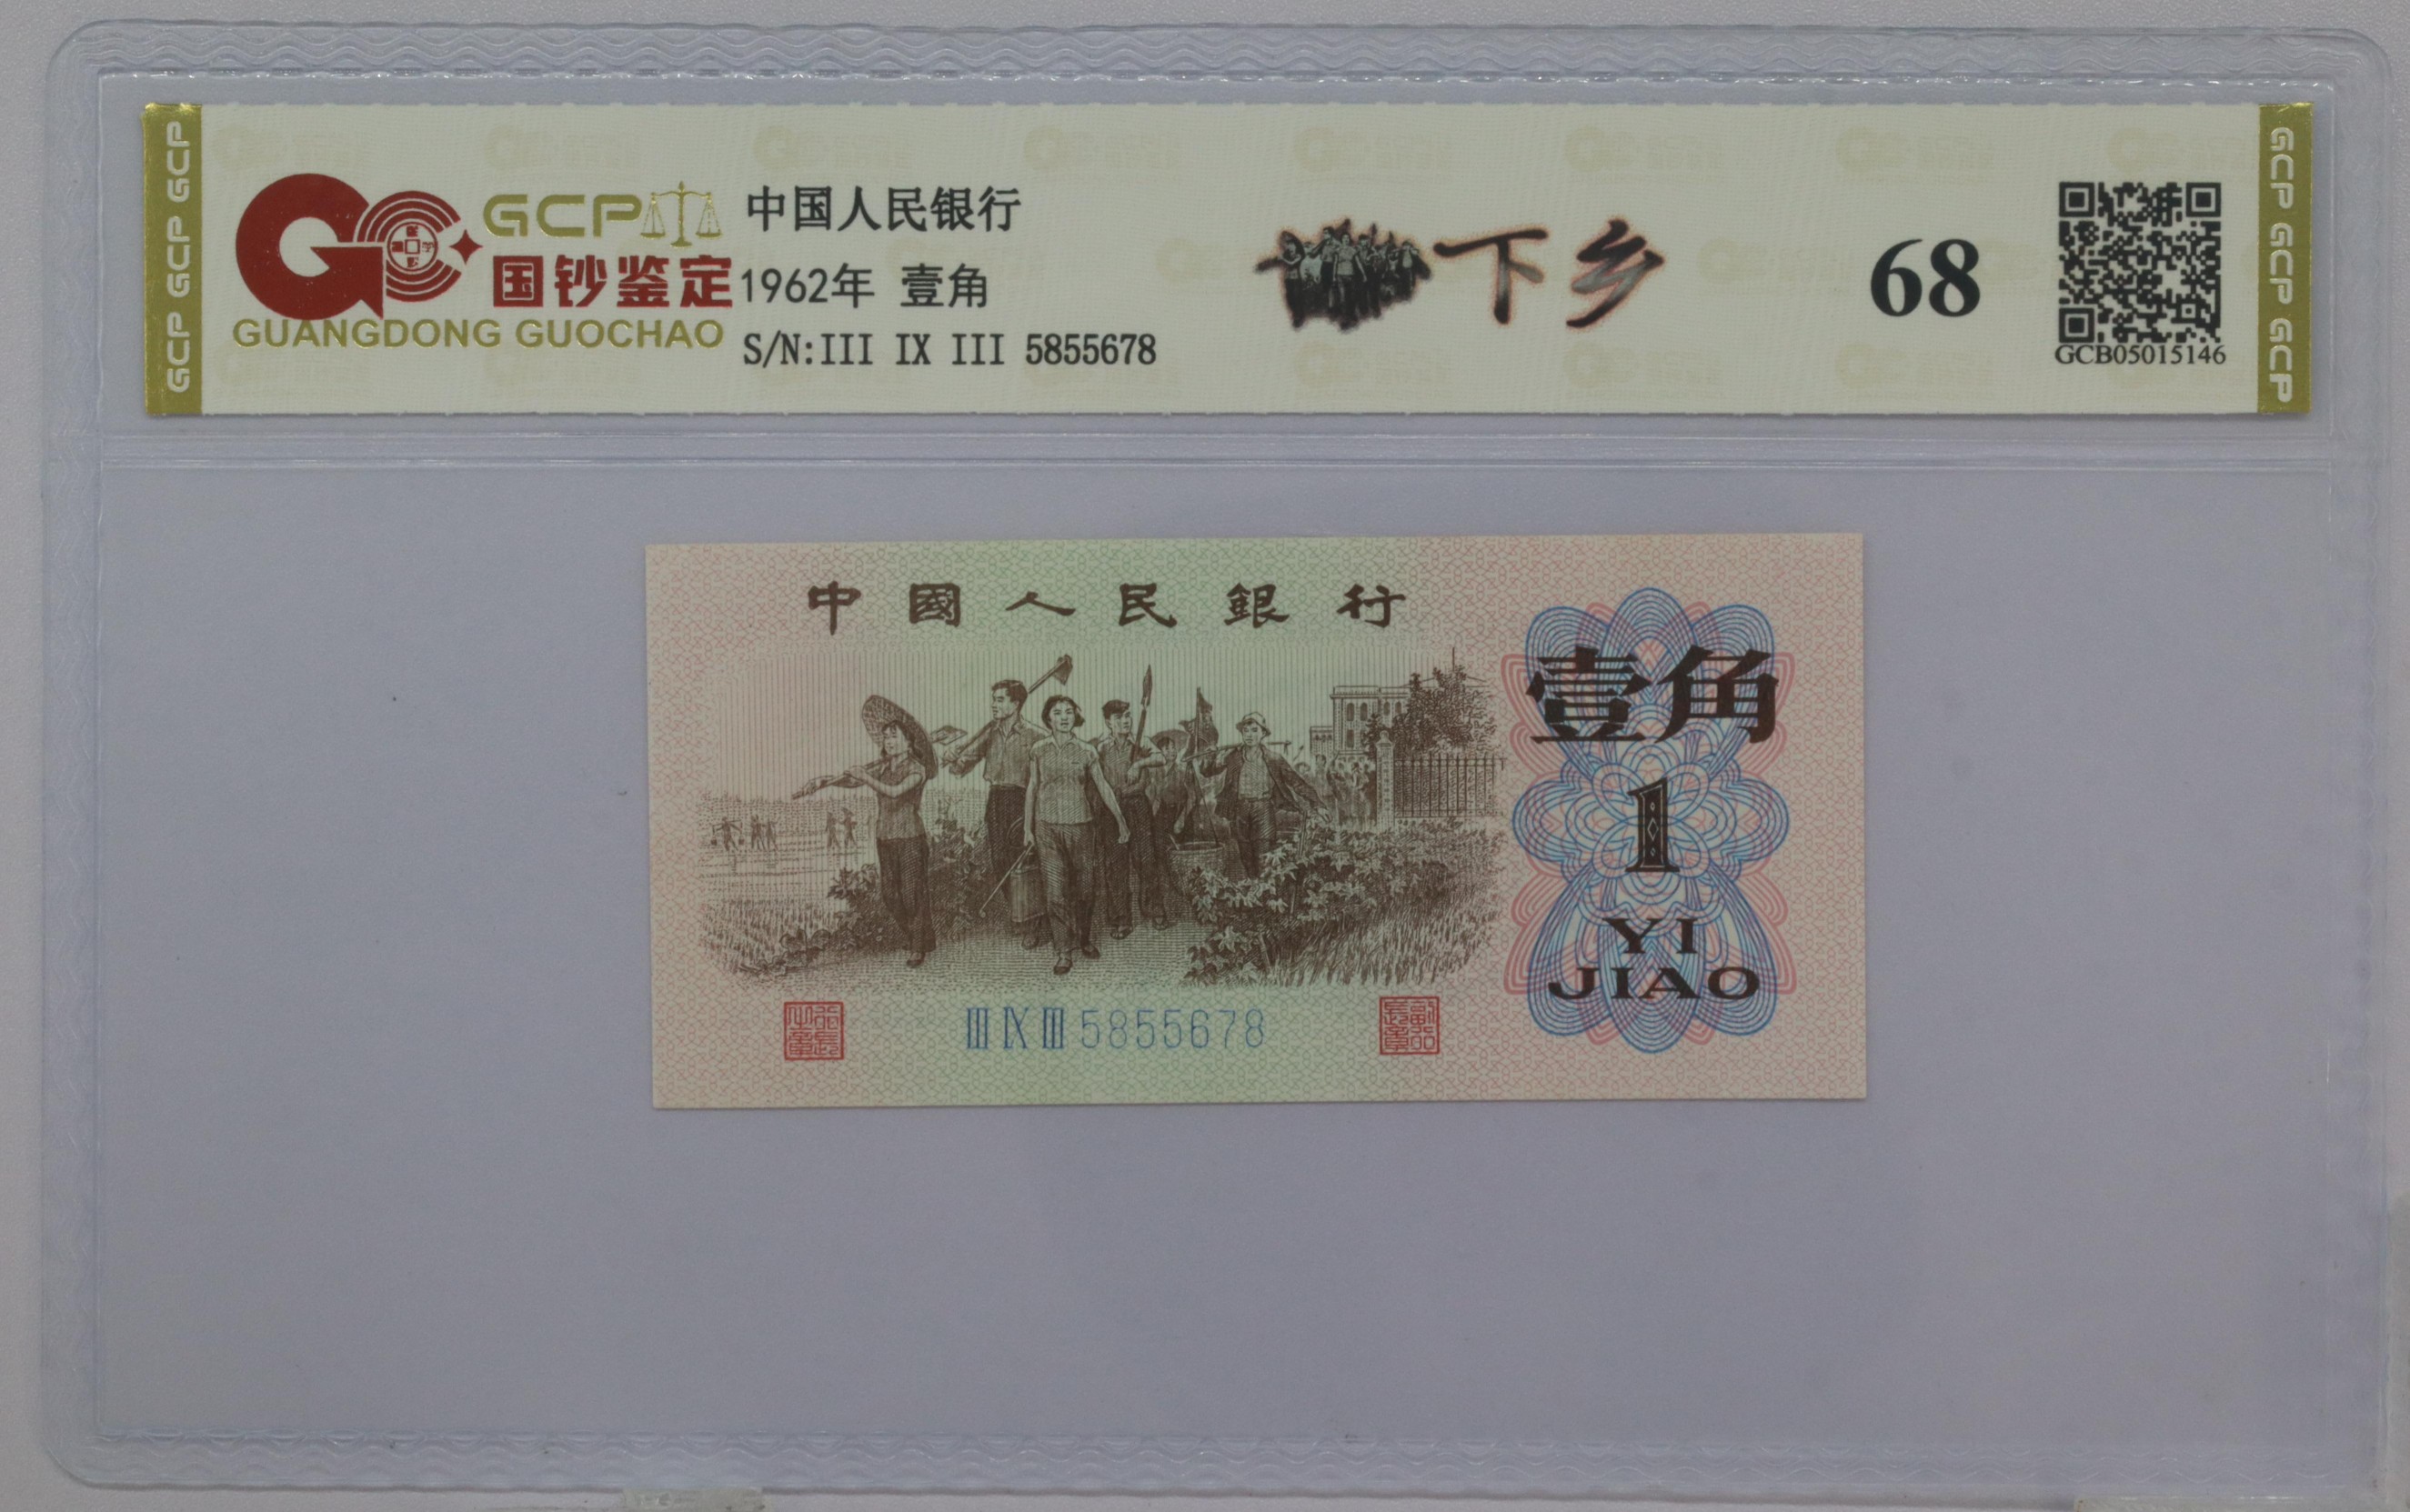 GCP GCP GCP
GCP
国钞鉴定
GUANGDONG GUOCHAO
中国人民银行
1962年 壹角
S/N:III IX III 5855678
下乡
68
GCB05015146
GCP GCP GCP
中國人民銀行
壹角
1
YI
JIAO
III IX III 5855678